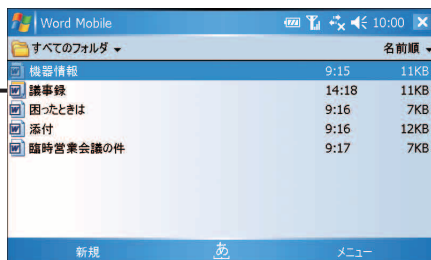 Word Mobile 10:00
すべてのフォルダ 名前順
機器情報 9:15 11KB
議事録 14:18 11KB
困ったときは 9:16 7KB
添付 9:16 12KB
臨時営業会議の件 9:17 7KB
新規 あ メニュー